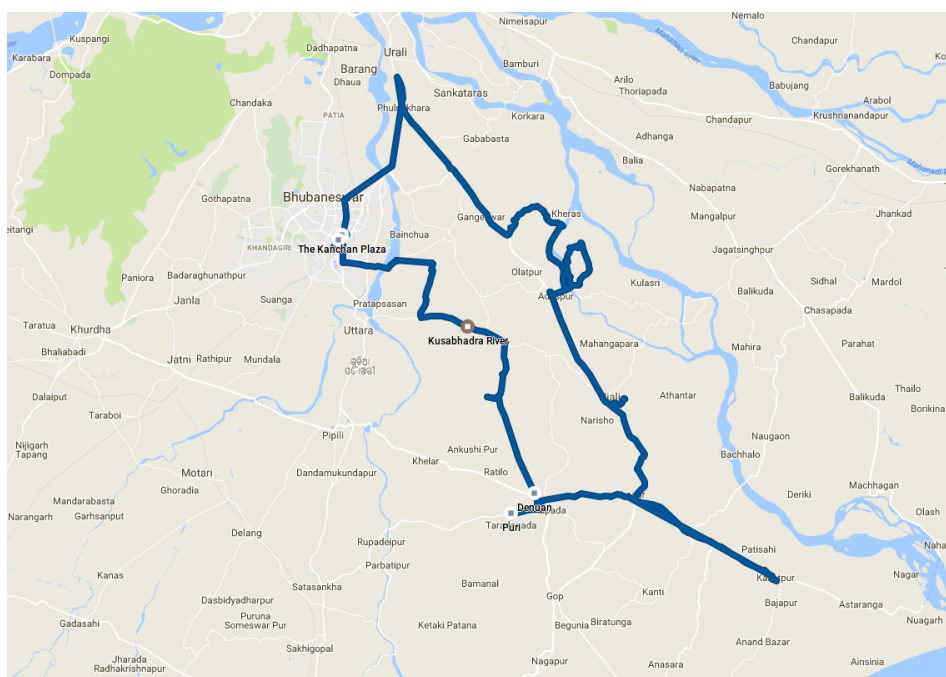 Nimeisapur
Nemalo
Kuspangi
Urali
Chandapur
Dadhapatna
Karabara
Barang
Bamburi
Mahanadi River
Dompada
Dhaua
Arilo
Babujang
Sankataras
Thoriapada
Chandaka
Arabol
Korkara
Chandapur
Krushnanandapur
PATIA
Gababasta
Adhanga
Balia
Gorekhanath
Bhubaneswar
Nabapatna
Gothapatna
Kheras
Mangalpur
Jhankad
Bainchua
KHANDAGIRI
The Kanchan Plaza
Jagatsinghpur
Paniora
Badaraghunathpur
Olatpur
Kulasri
Sidhal
Mardol
Janla
Suanga
Balikuda
Pratapsasan
Chasapada
Taratua
Khurdha
Uttara
Kusabhadra River
Mahangapara
Mahira
Parahat
Bhaliabadi
Jatni
Rathipur
Mundala
Thailo
Dalaiput
Athantar
Balikuda
Borikina
Taraboi
Narisho
Nijigarh
Tapang
Pipili
Naugaon
Ankushi Pur
Bachhalo
Khelar
Motari
Dandamukundapur
Ratilo
Machhagan
Ghoradia
Deriki
Mandarabasta
Denuan
Olash
Narangarh
Garhsanput
Puri
Delang
Rupadeipur
Patisahi
Parbatipur
Kanas
Satasankha
Bamanal
Nagar
Kanti
Bajapur
Astaranga
Dasbidyadharpur
Gop
Nuagarh
Gadasahi
Puruna
Someswar Pur
Ketaki Patana
Begunia
Biratunga
Anand Bazar
Jharada
Radhakrishnapur
Sakhigopal
Nagapur
Anasara
Ainsinia